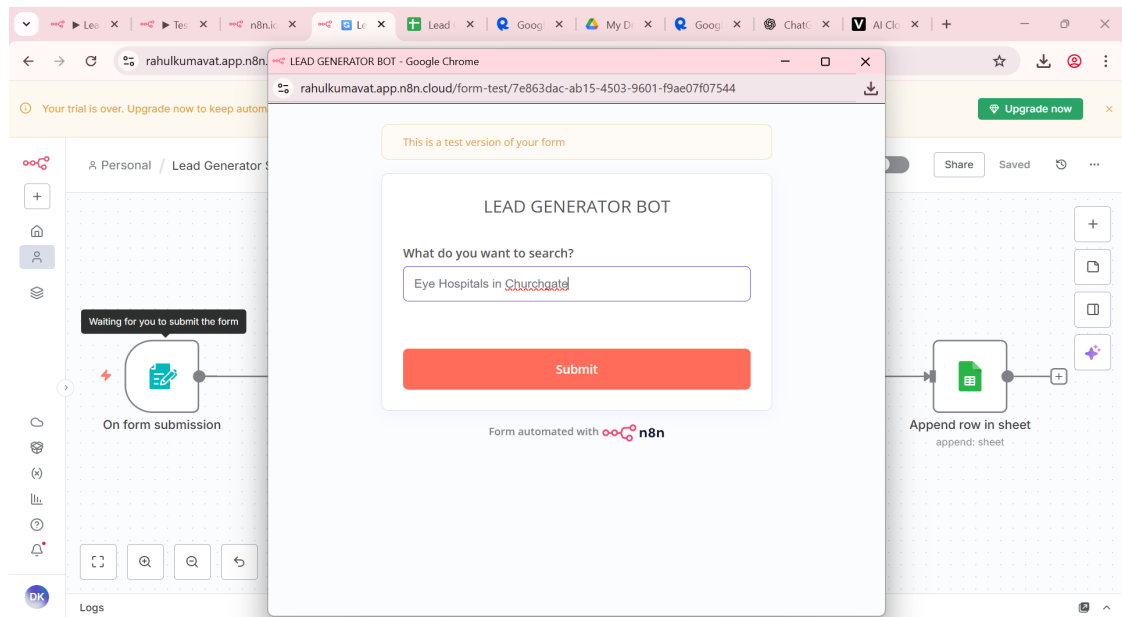 ▶ Lea
▶ Tes
n8n.io
Le
Lead
Goog
My D
Goog
ChatG
AI Clo
rahulkumavat.app.n8n.
LEAD GENERATOR BOT - Google Chrome
rahulkumavat.app.n8n.cloud/form-test/7e863dac-ab15-4503-9601-f9ae07f07544
Your trial is over. Upgrade now to keep autom
Upgrade now
This is a test version of your form
Personal / Lead Generator
Share
Saved
LEAD GENERATOR BOT
What do you want to search?
Eye Hospitals in Churchgate
Waiting for you to submit the form
Submit
On form submission
Append row in sheet
append: sheet
Form automated with n8n
DK
Logs